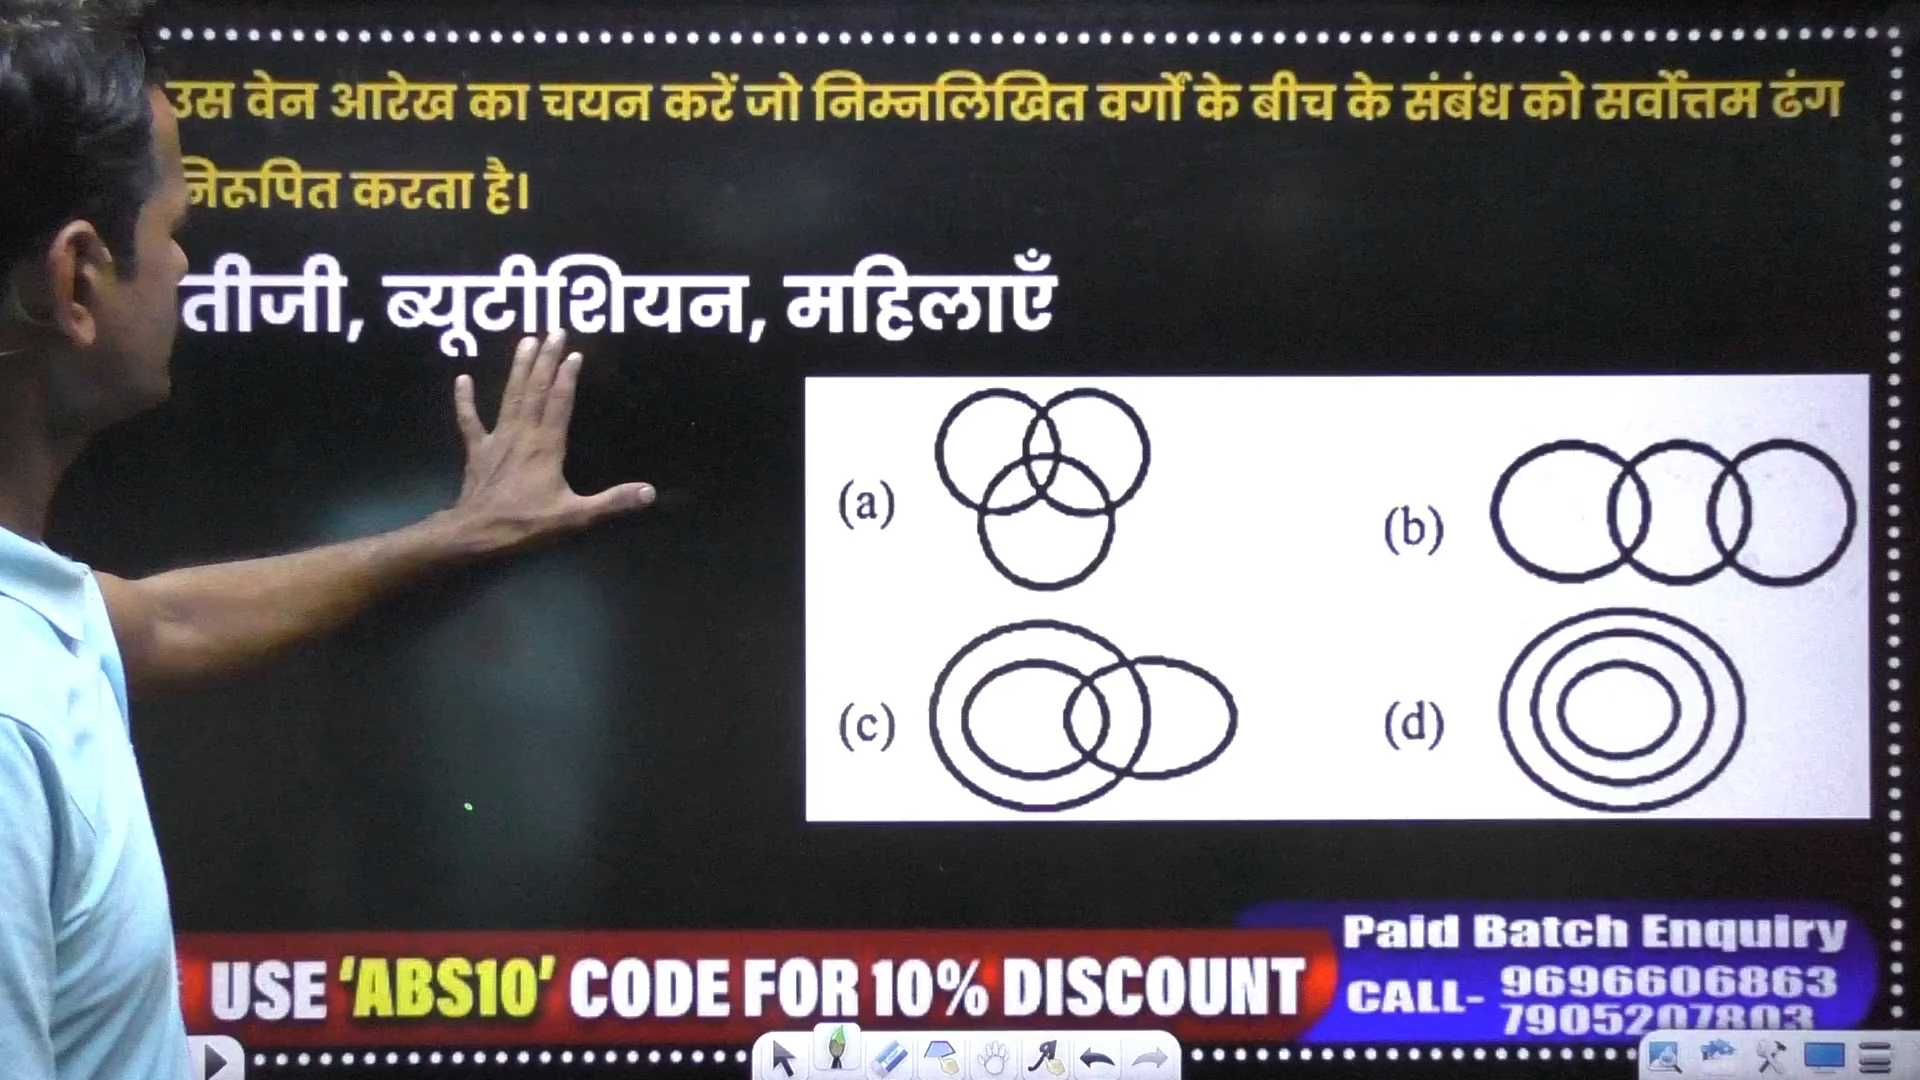 उस वेन आरेख का चयन करें जो निम्नलिखित वर्गों के बीच के संबंध को सर्वोत्तम ढंग
निरूपित करता है।
ब्यूटीशियन, महिलाएँ
(a)
(b)
(c)
(d)
USE 'ABS10' CODE FOR 10% DISCOUNT
Paid Batch Enquiry
CALL- 9696606863
7905207803